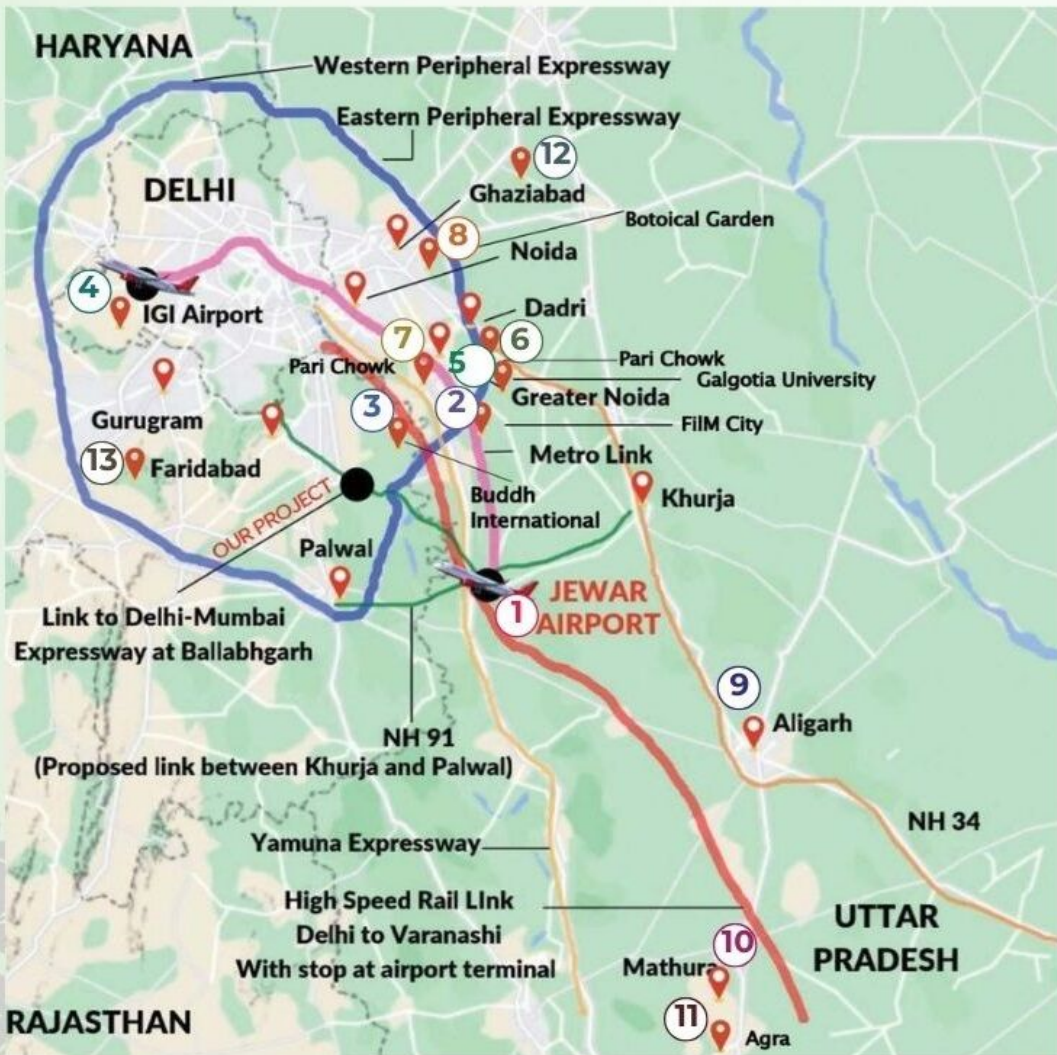 HARYANA
Western Peripheral Expressway
Eastern Peripheral Expressway
12
DELHI
Ghaziabad
Botoical Garden
8
Noida
4
IGI Airport
Dadri
7
6
Pari Chowk
5
Pari Chowk
Galgotia University
Greater Noida
Gurugram
3
2
FilM City
13
Faridabad
Metro Link
Khurja
Buddh
International
OUR PROJECT
Palwal
JEWAR
AIRPORT
1
Link to Delhi-Mumbai
Expressway at Ballabhgarh
9
Aligarh
NH 91
(Proposed link between Khurja and Palwal)
NH 34
Yamuna Expressway
High Speed Rail LInk
Delhi to Varanashi
With stop at airport terminal
UTTAR
PRADESH
10
Mathura
11
Agra
RAJASTHAN